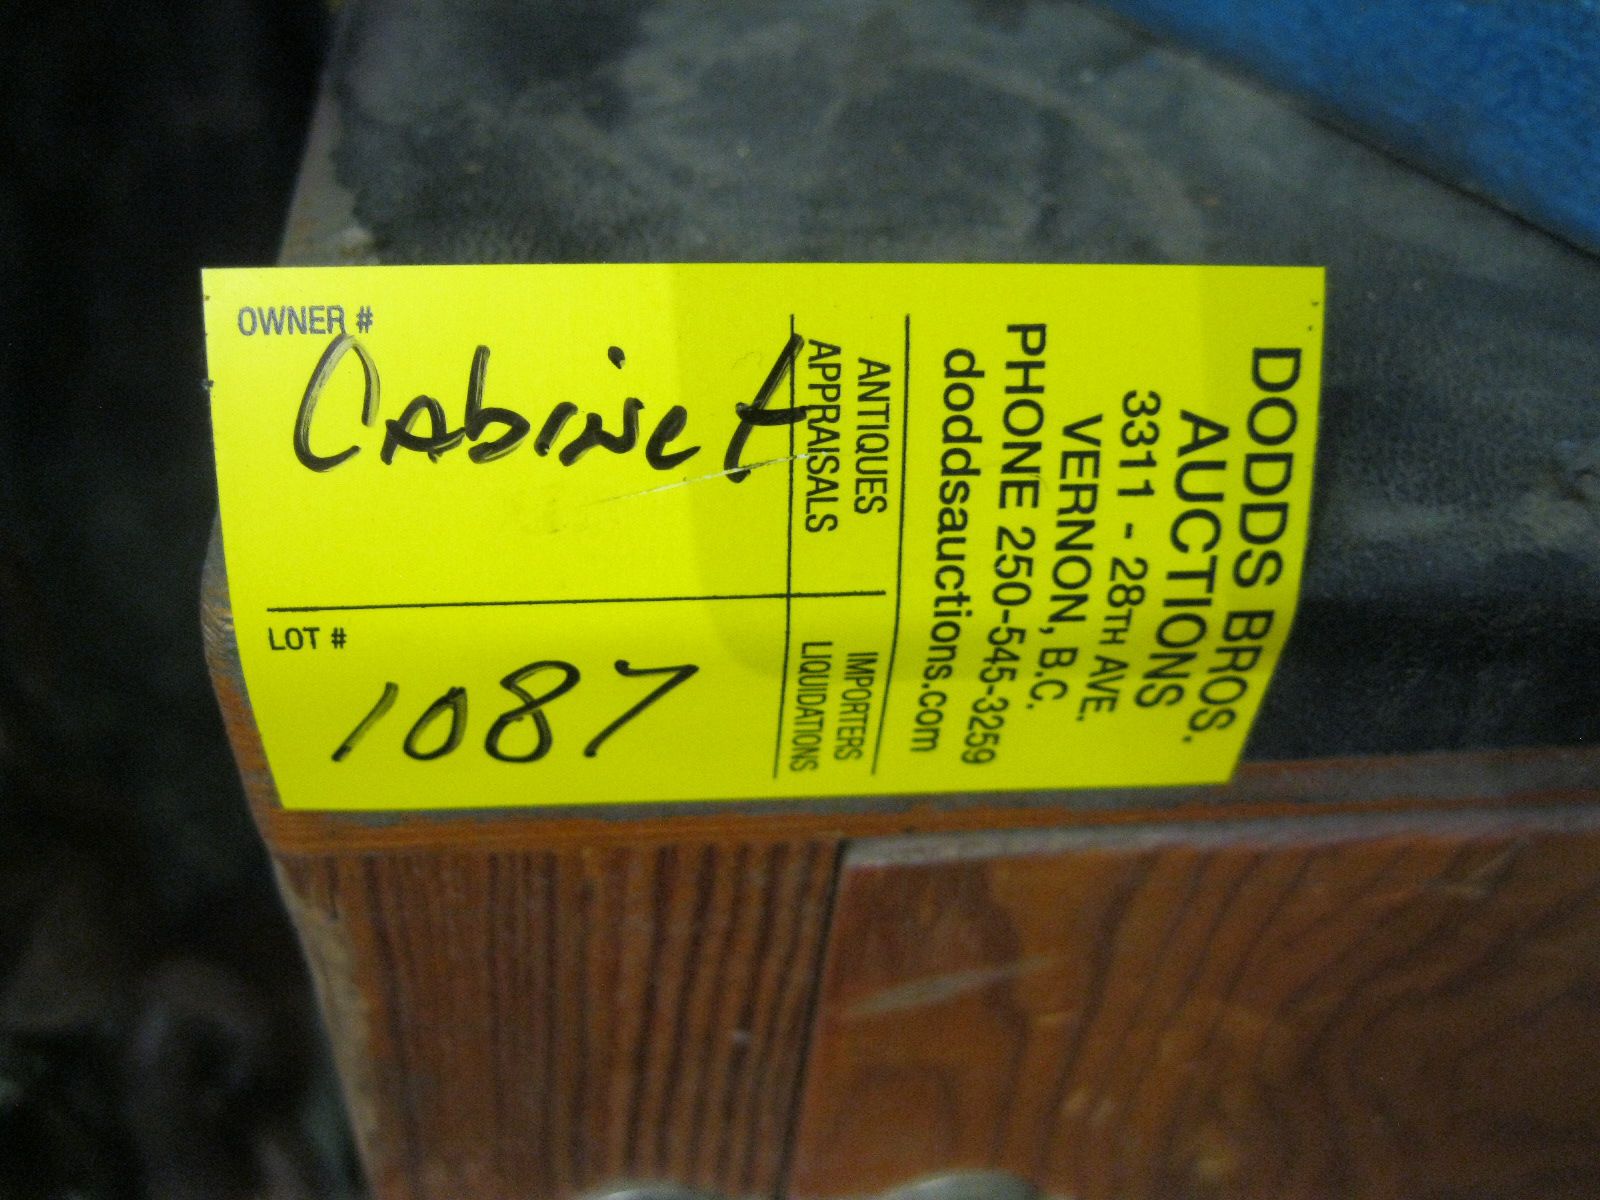 OWNER #
Cabinet
LOT #
1087
ANTIQUES
APPRAISALS
IMPORTERS
LIQUIDATIONS
DODDS BROS.
AUCTIONS
3311 - 28TH AVE.
VERNON, B.C.
PHONE 250-545-3259
doddsauctions.com